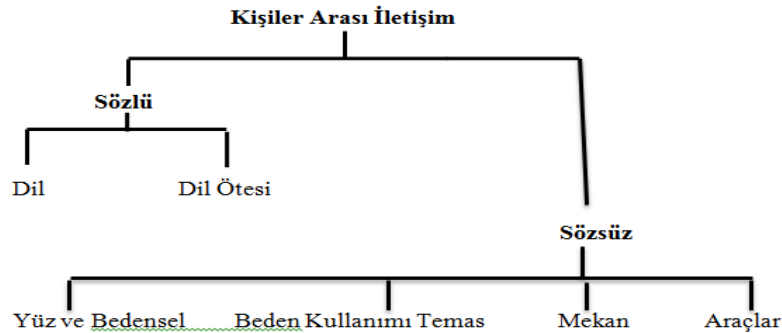 Kişiler Arası İletişim
Sözlü
Dil Dil Ötesi
Sözsüz
Yüz ve Bedensel Beden Kullanımı Temas Mekan Araçlar